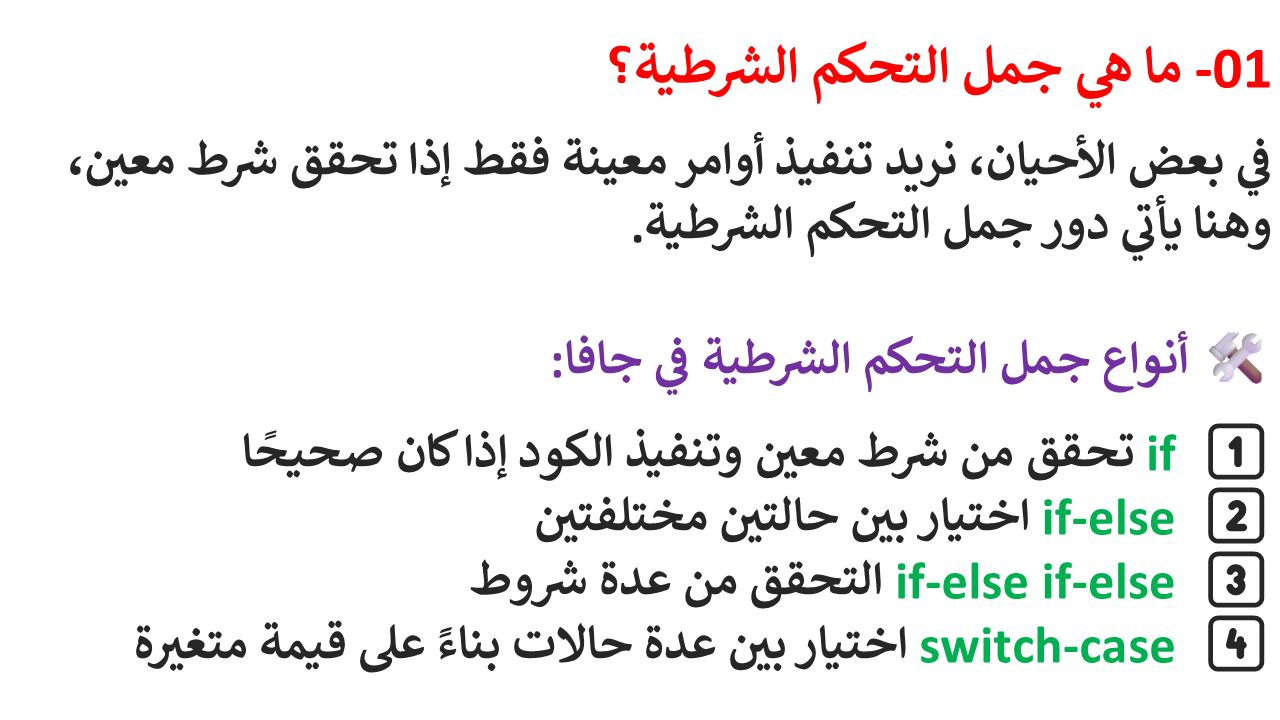 01- ما هي جمل التحكم الشرطية؟
في بعض الأحيان، نريد تنفيذ أوامر معينة فقط إذا تحقق شرط معين،
وهنا يأتي دور جمل التحكم الشرطية.
🛠️ أنواع جمل التحكم الشرطية في جافا:
1️⃣ if تحقق من شرط معين وتنفيذ الكود إذا كان صحيحًا
2️⃣ if-else اختيار بين حالتين مختلفتين
3️⃣ if-else if-else التحقق من عدة شروط
4️⃣ switch-case اختيار بين عدة حالات بناءً على قيمة متغيرة